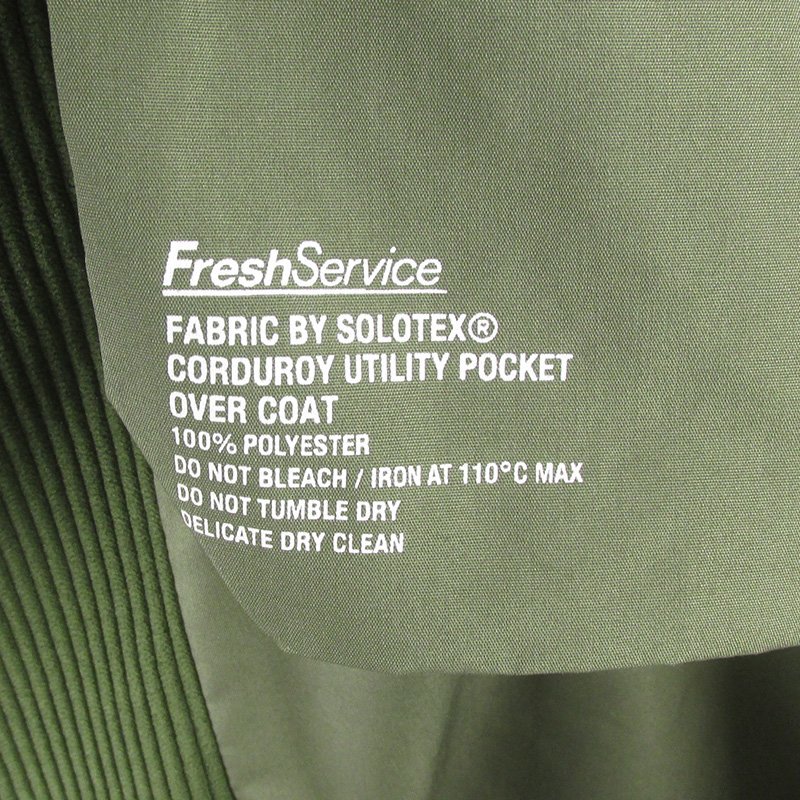 FreshService
FABRIC BY SOLOTEX®
CORDUROY UTILITY POCKET
OVER COAT
100% POLYESTER
DO NOT BLEACH / IRON AT 110°C MAX
DO NOT TUMBLE DRY
DELICATE DRY CLEAN